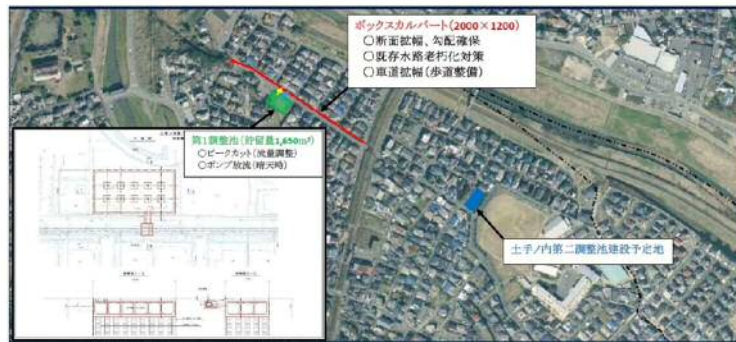 ボックスカルバート(2000×1200)
○断面拡幅、勾配確保
○既存水路老朽化対策
○車道拡幅(歩道整備)
第1調整池(貯留量1,650m³)
○ピークカット(流量調整)
○ポンプ放流(晴天時)
土手ノ内第二調整池建設予定地